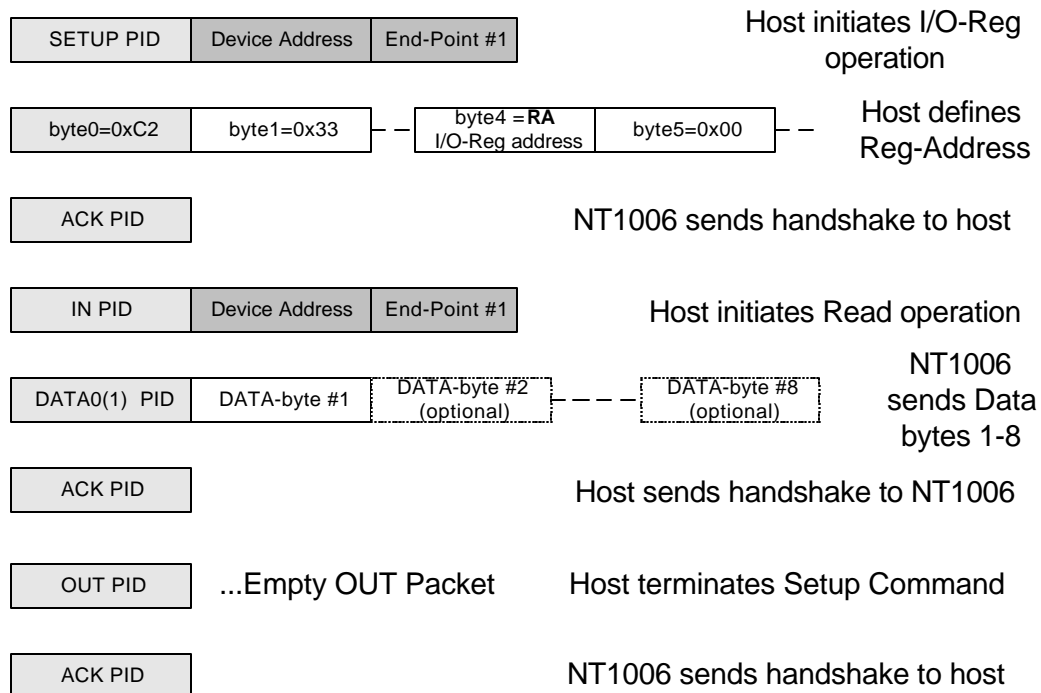 SETUP PID Device Address End-Point #1
Host initiates I/O-Reg
operation
byte0=0xC2 byte1=0x33 byte4 =RA
I/O-Reg address byte5=0x00
Host defines
Reg-Address
ACK PID
NT1006 sends handshake to host
IN PID Device Address End-Point #1
Host initiates Read operation
DATA0(1) PID DATA-byte #1 DATA-byte #2
(optional)
DATA-byte #8
(optional)
NT1006
sends Data
bytes 1-8
ACK PID
Host sends handshake to NT1006
OUT PID ...Empty OUT Packet Host terminates Setup Command
ACK PID
NT1006 sends handshake to host